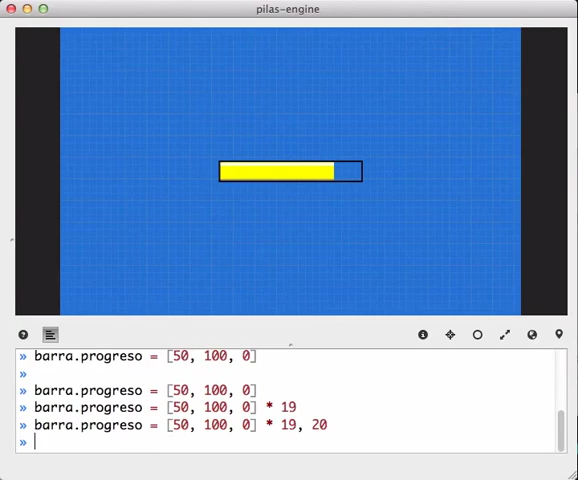 pilas-engine
» barra.progreso = [50, 100, 0]
»
» barra.progreso = [50, 100, 0]
» barra.progreso = [50, 100, 0] * 19
» barra.progreso = [50, 100, 0] * 19, 20
»